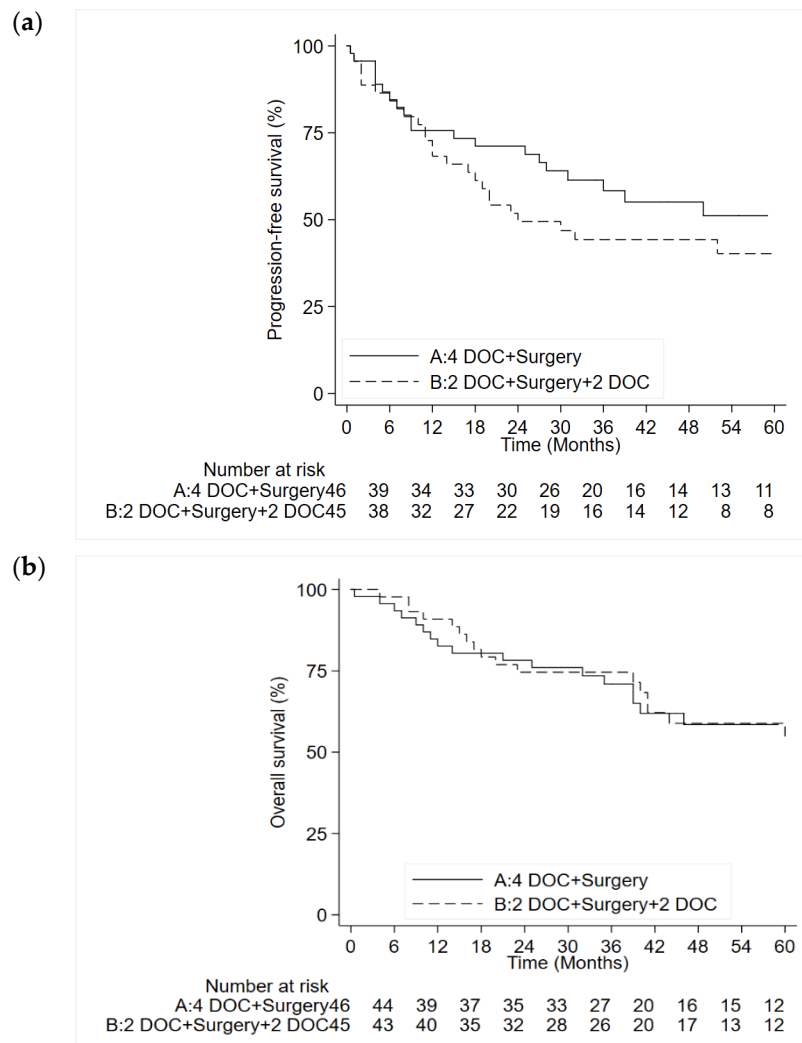 (a)
100
75
50
25
0
Progression-free survival (%)
A:4 DOC+Surgery
B:2 DOC+Surgery+2 DOC
0 6 12 18 24 30 36 42 48 54 60
Time (Months)
Number at risk
A:4 DOC+Surgery46 39 34 33 30 26 20 16 14 13 11
B:2 DOC+Surgery+2 DOC45 38 32 27 22 19 16 14 12 8 8
(b)
100
75
50
25
0
Overall survival (%)
A:4 DOC+Surgery
B:2 DOC+Surgery+2 DOC
0 6 12 18 24 30 36 42 48 54 60
Time (Months)
Number at risk
A:4 DOC+Surgery46 44 39 37 35 33 27 20 16 15 12
B:2 DOC+Surgery+2 DOC45 43 40 35 32 28 26 20 17 13 12